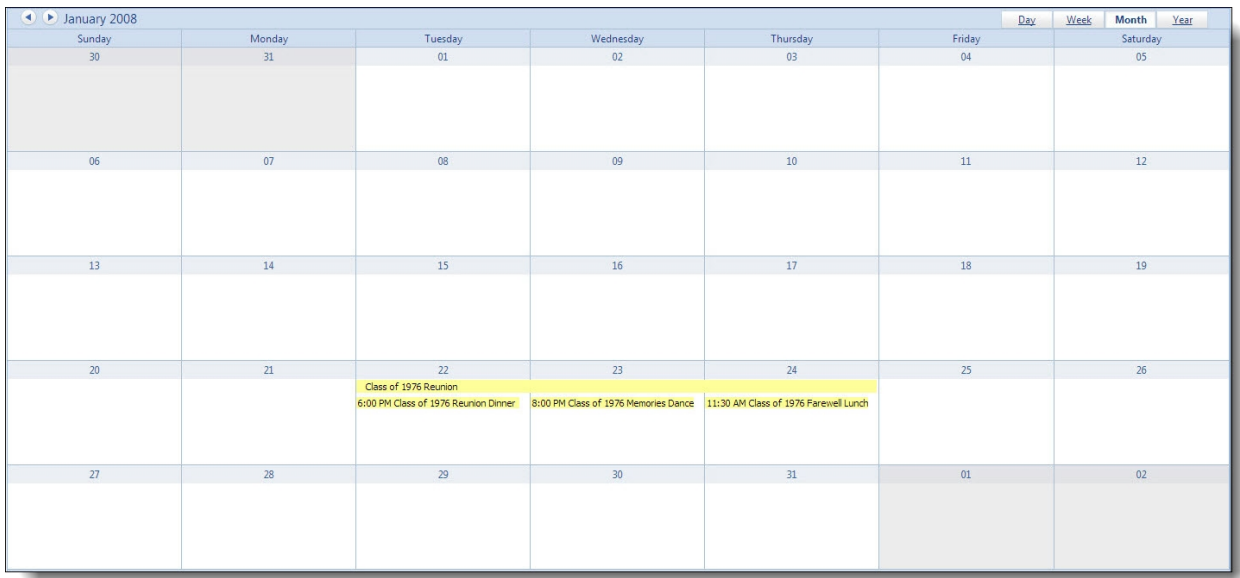 January 2008 Day Week Month Year
Sunday Monday Tuesday Wednesday Thursday Friday Saturday
30 31 01 02 03 04 05
06 07 08 09 10 11 12
13 14 15 16 17 18 19
20 21 22 23 24 25 26
Class of 1976 Reunion
6:00 PM Class of 1976 Reunion Dinner 8:00 PM Class of 1976 Memories Dance 11:30 AM Class of 1976 Farewell Lunch
27 28 29 30 31 01 02